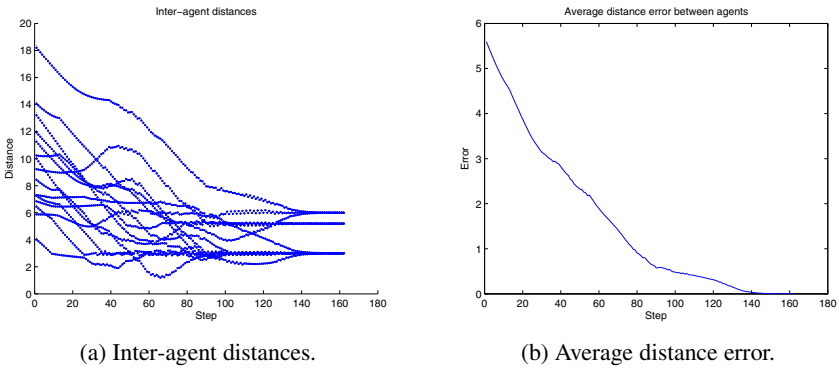 Inter-agent distances
20
18
16
14
12
10
8
6
4
2
0
Distance
0 20 40 60 80 100 120 140 160 180
Step
(a) Inter-agent distances.
Average distance error between agents
6
5
4
3
2
1
0
Error
0 20 40 60 80 100 120 140 160 180
Step
(b) Average distance error.